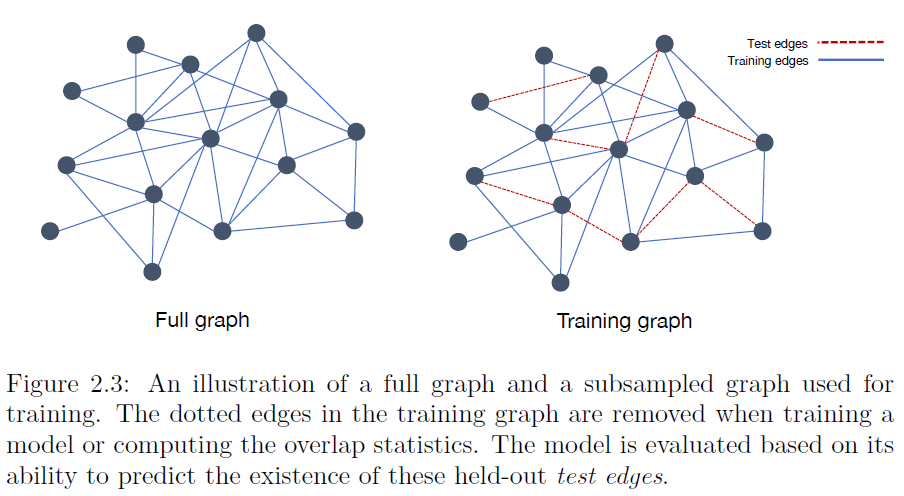 Test edges
Training edges
Full graph
Training graph
Figure 2.3: An illustration of a full graph and a subsampled graph used for
training. The dotted edges in the training graph are removed when training a
model or computing the overlap statistics. The model is evaluated based on its
ability to predict the existence of these held-out test edges.